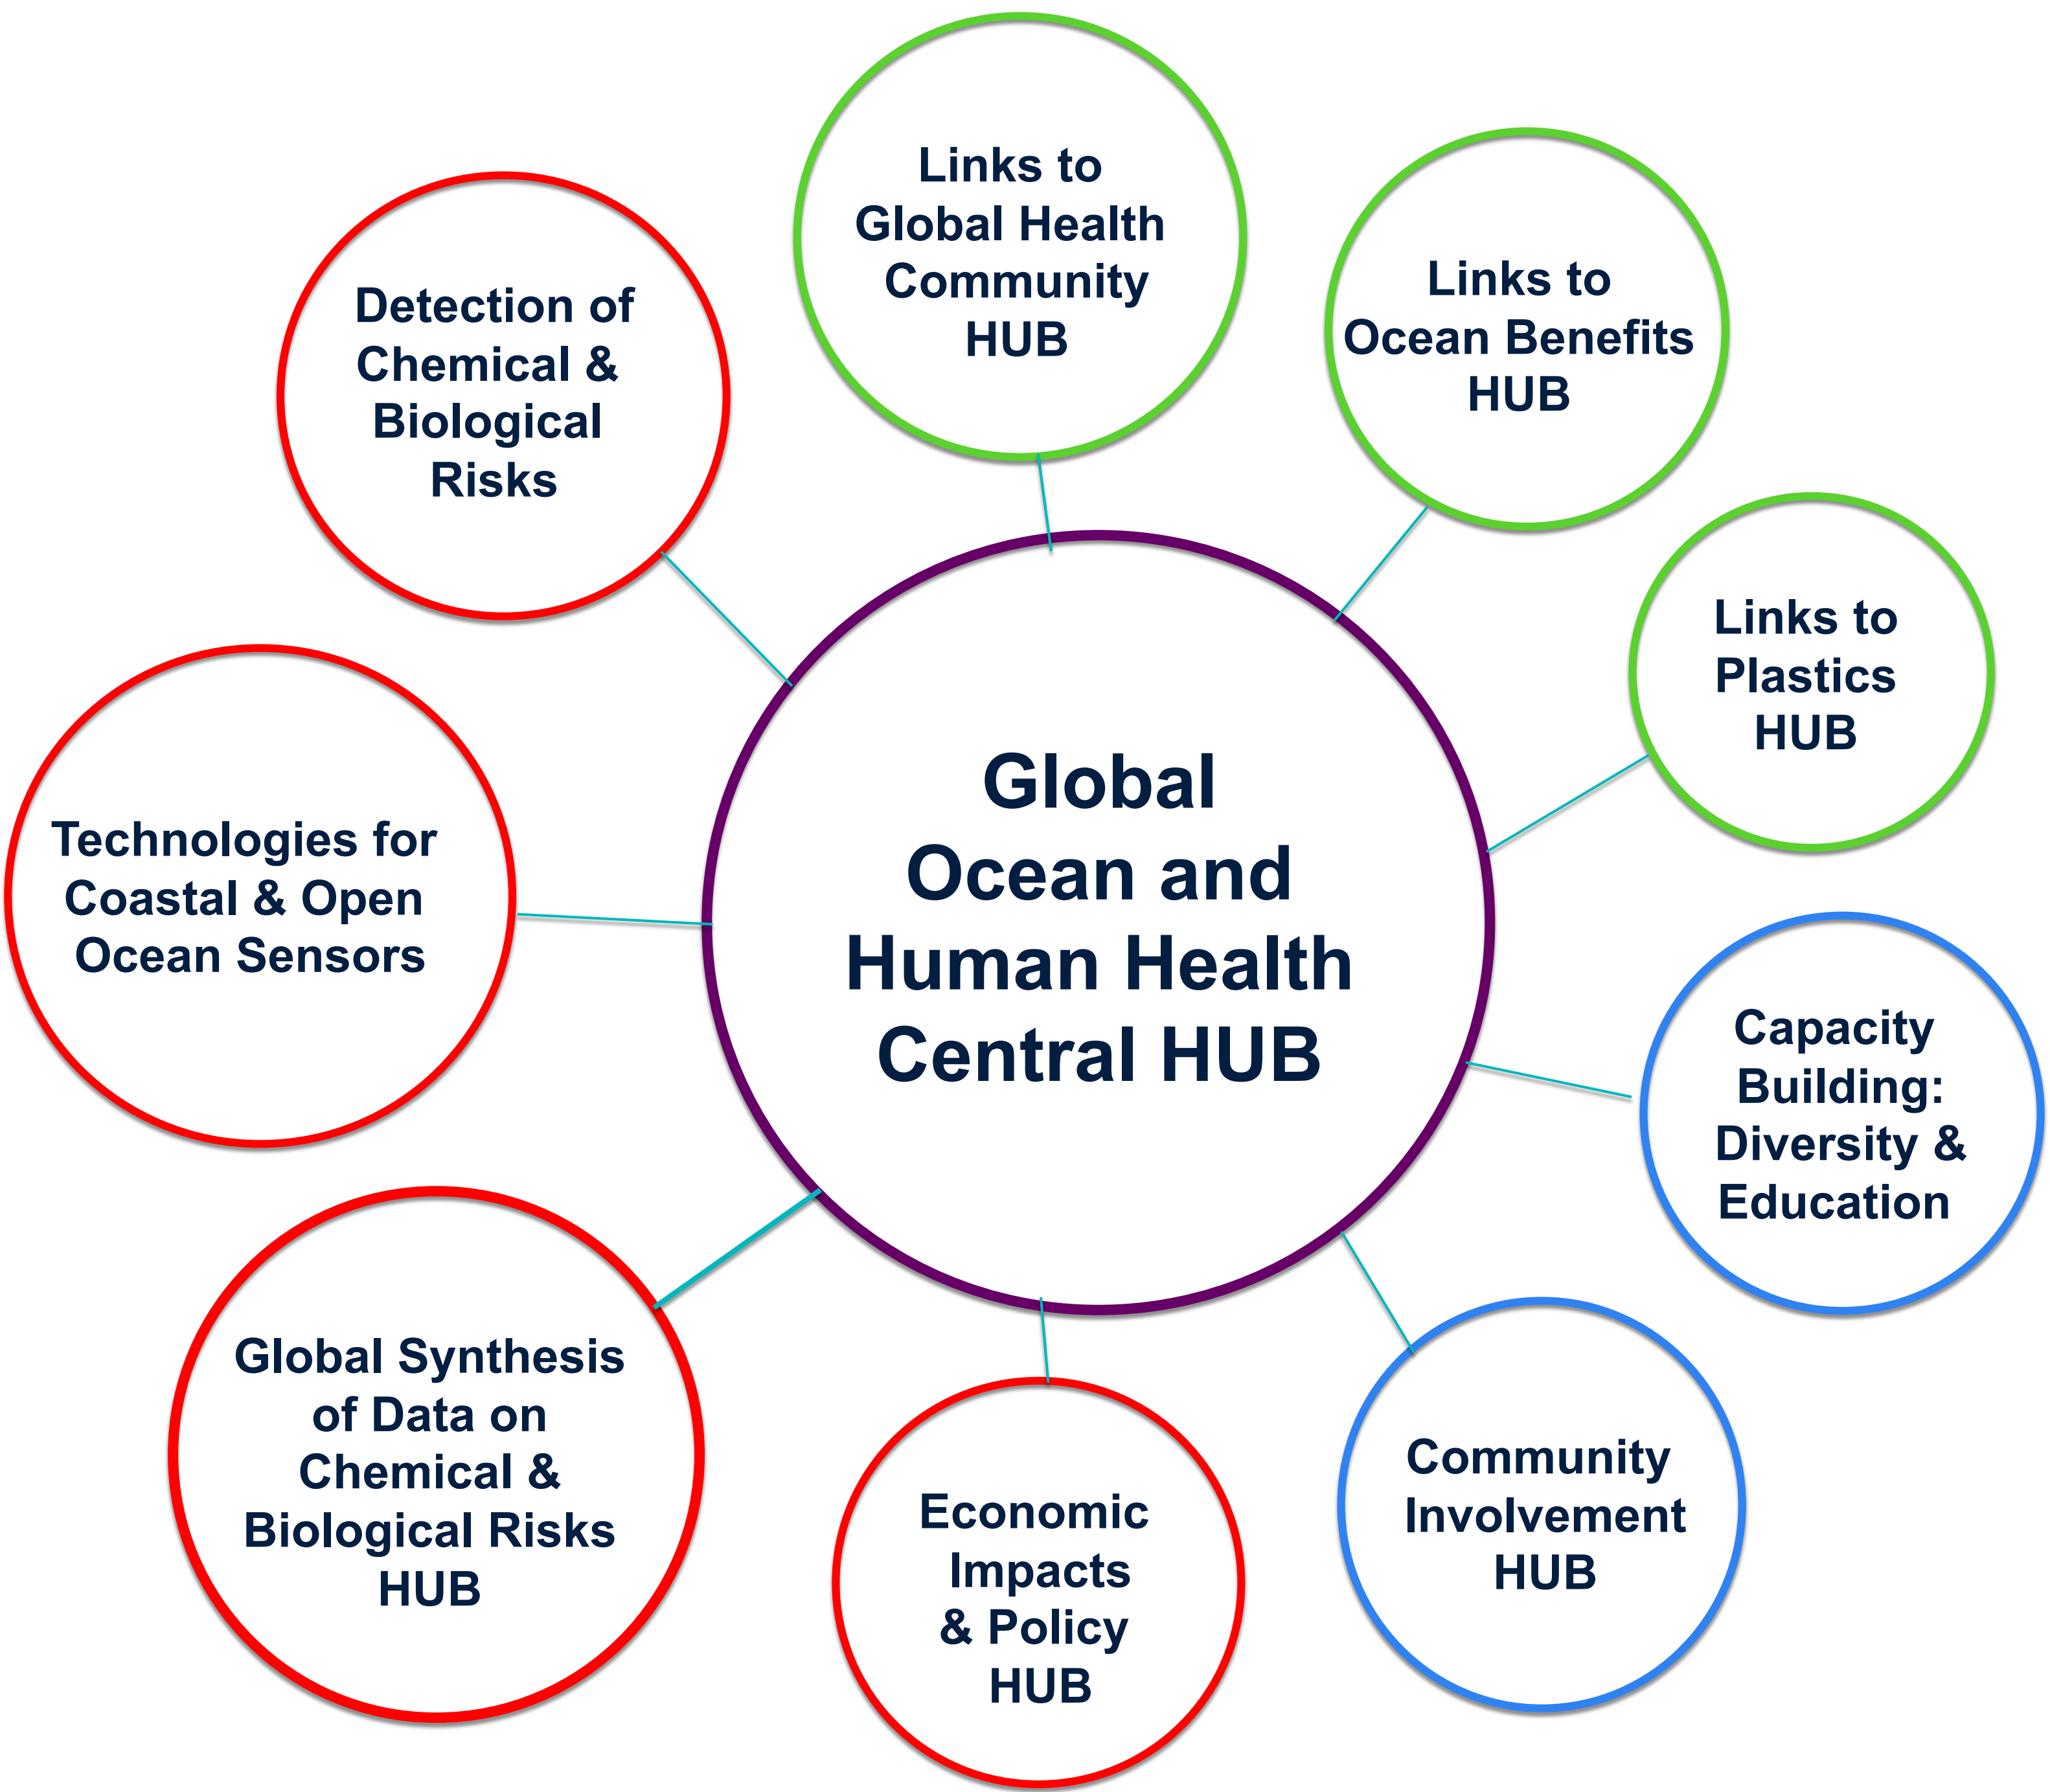 Links to
Global Health
Community
HUB
Links to
Ocean Benefits
HUB
Detection of
Chemical &
Biological
Risks
Links to
Plastics
HUB
Global
Ocean and
Human Health
Central HUB
Technologies for
Coastal & Open
Ocean Sensors
Capacity
Building:
Diversity &
Education
Global Synthesis
of Data on
Chemical &
Biological Risks
HUB
Economic
Impacts
& Policy
HUB
Community
Involvement
HUB